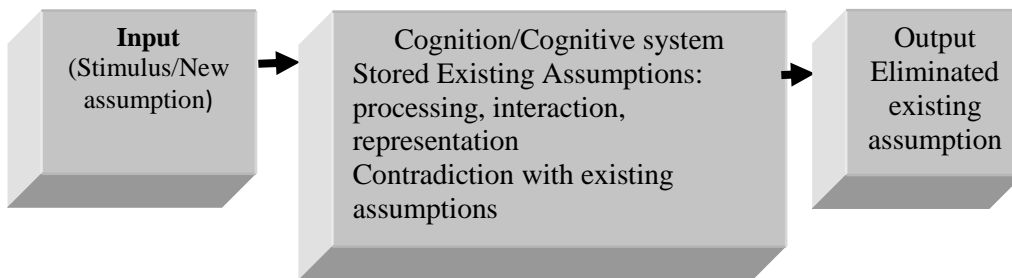 Input
(Stimulus/New
assumption)
Cognition/Cognitive system
Stored Existing Assumptions:
processing, interaction,
representation
Contradiction with existing
assumptions
Output
Eliminated
existing
assumption